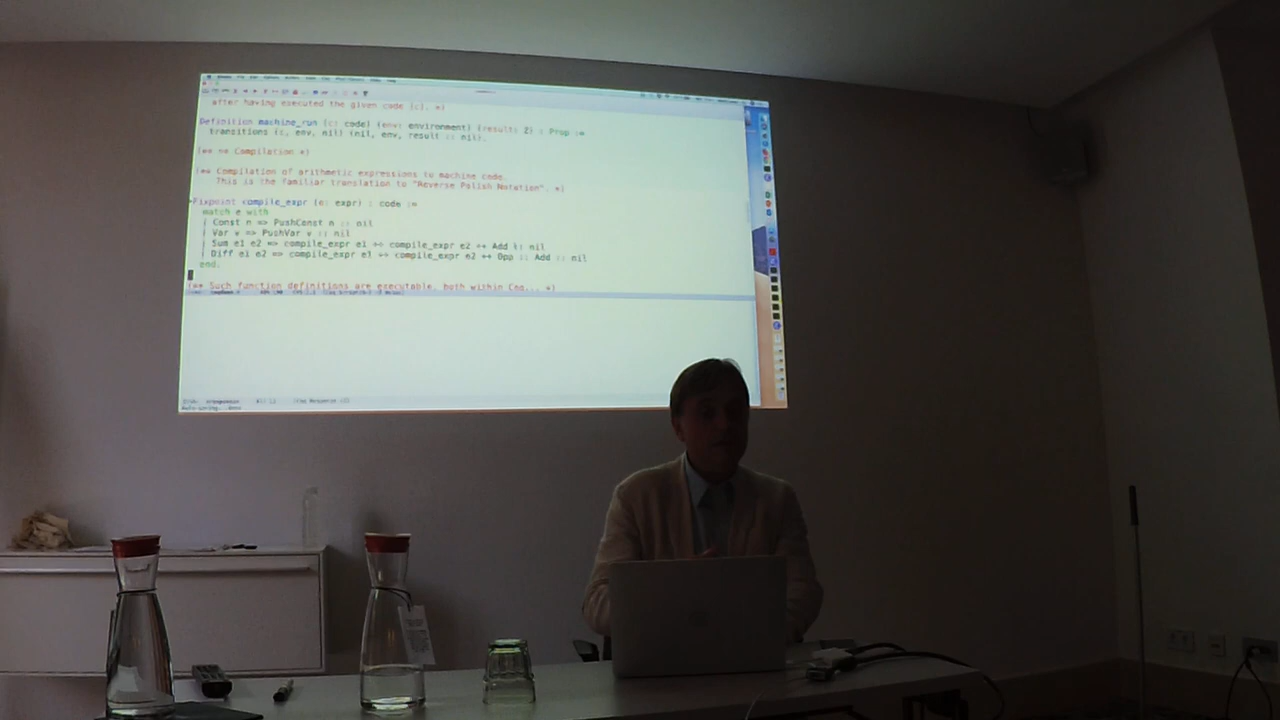 after having executed the given code (c). *)
Definition machine_run (c: code) (env: environment) (result: Z) : Prop :=
transitions (c, env, nil) (nil, env, result :: nil).
(** ** Compilation *)
(** Compilation of arithmetic expressions to machine code.
This is the familiar translation to "Reverse Polish Notation". *)
Fixpoint compile_expr (e: expr) : code :=
match e with
| Const n => PushConst n :: nil
| Var v => PushVar v :: nil
| Sum e1 e2 => compile_expr e1 ++ compile_expr e2 ++ Add :: nil
| Diff e1 e2 => compile_expr e1 ++ compile_expr e2 ++ Opp :: Add :: nil
end.
(** Such function definitions are executable, both within Coq... *)